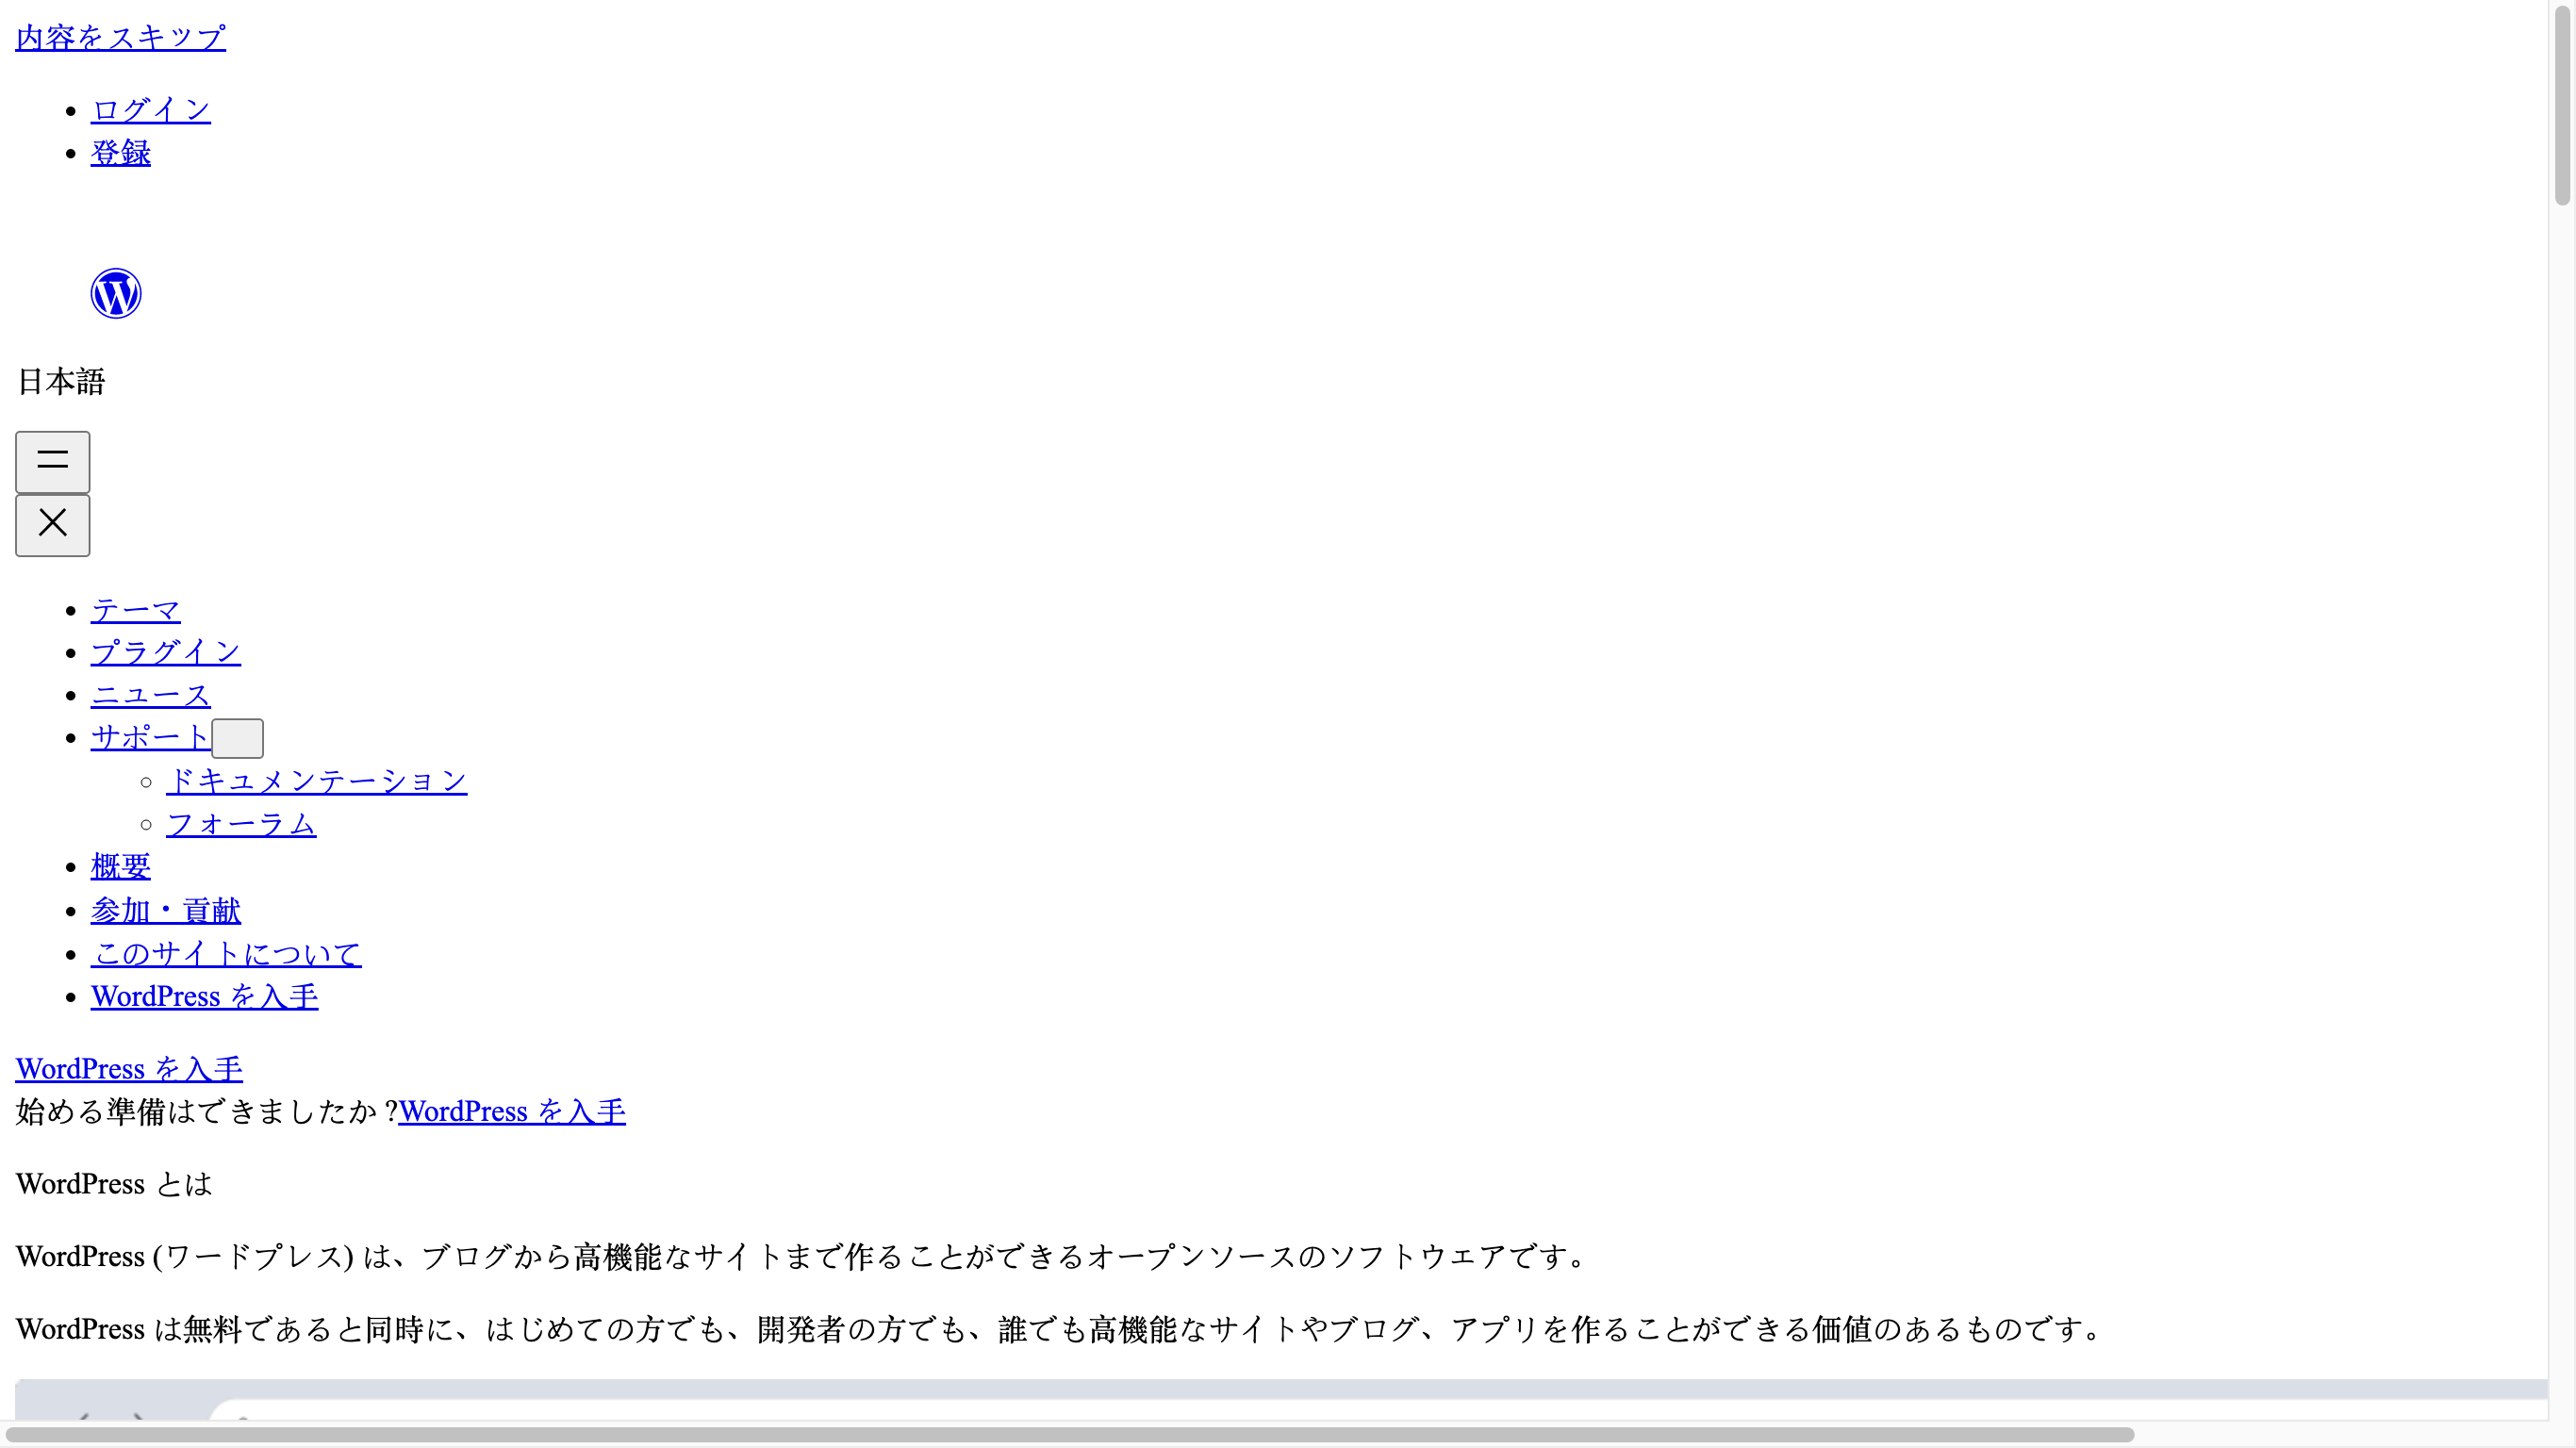 内容をスキップ
ログイン
登録
日本語
テーマ
プラグイン
ニュース
サポート
ドキュメンテーション
フォーラム
概要
参加・貢献
このサイトについて
WordPress を入手
WordPress を入手
始める準備はできましたか ?WordPress を入手
WordPress とは
WordPress (ワードプレス) は、ブログから高機能なサイトまで作ることができるオープンソースのソフトウェアです。
WordPress は無料であると同時に、はじめての方でも、開発者の方でも、誰でも高機能なサイトやブログ、アプリを作ることができる価値のあるものです。